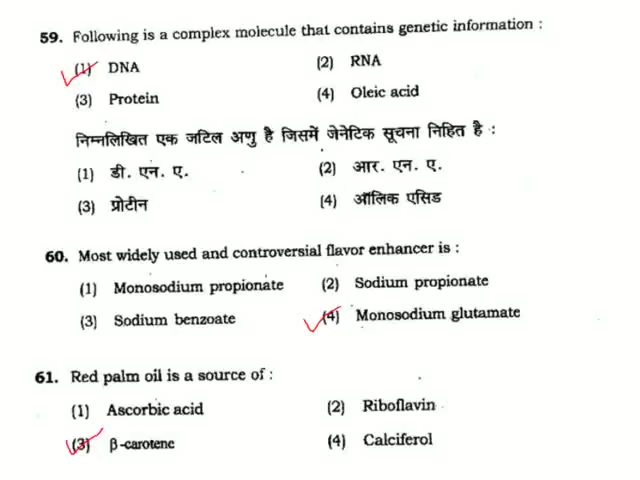 59. Following is a complex molecule that contains genetic information :
(1) DNA (2) RNA
(3) Protein (4) Oleic acid
निम्नलिखित एक जटिल अणु है जिसमें जेनेटिक सूचना निहित है :
(1) डी. एन. ए. (2) आर. एन. ए.
(3) प्रोटीन (4) ऑलिक एसिड
60. Most widely used and controversial flavor enhancer is :
(1) Monosodium propionate (2) Sodium propionate
(3) Sodium benzoate (4) Monosodium glutamate
61. Red palm oil is a source of :
(1) Ascorbic acid (2) Riboflavin
(3) β-carotene (4) Calciferol